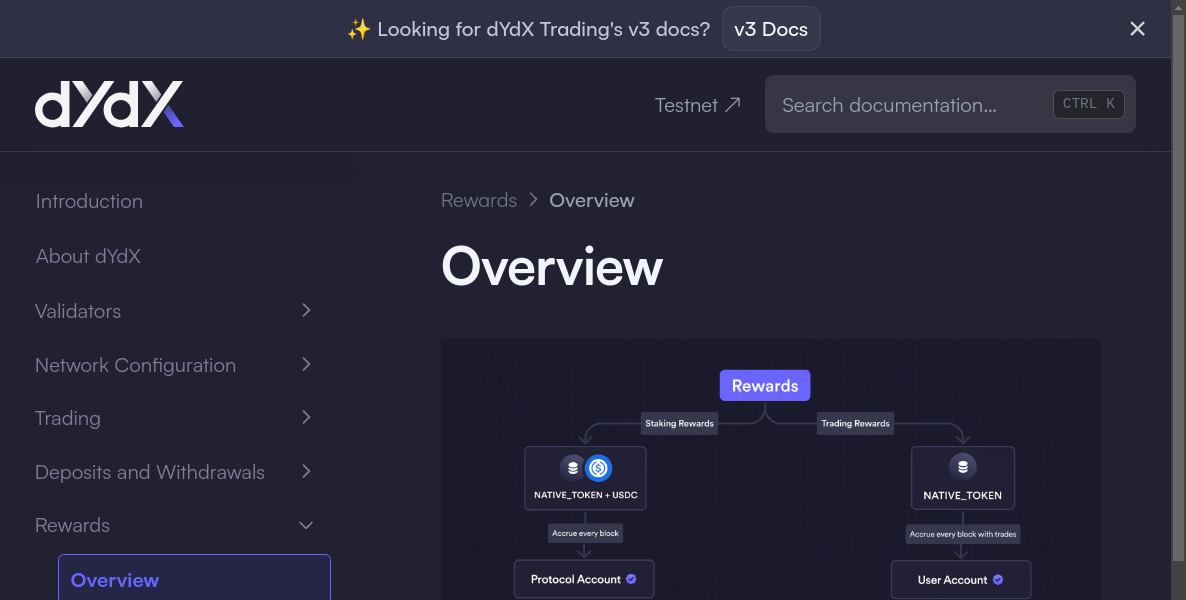 ✨ Looking for dYdX Trading's v3 docs? v3 Docs
dYdX
Testnet ↗
Search documentation...
CTRL K
Introduction
About dYdX
Validators
Network Configuration
Trading
Deposits and Withdrawals
Rewards
Overview
Rewards > Overview
Overview
Rewards
Staking Rewards
Trading Rewards
NATIVE_TOKEN + USDC
NATIVE_TOKEN
Accrue every block
Accrue every block with trades
Protocol Account
User Account